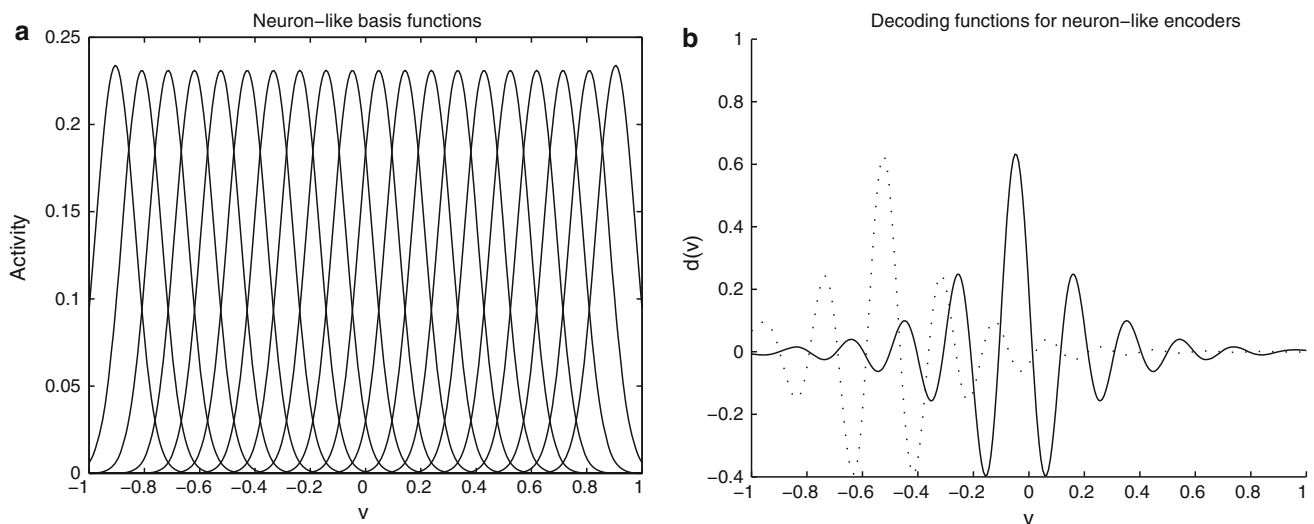 a
Neuron–like basis functions
0.25
0.2
0.15
0.1
0.05
0
Activity
−1 −0.8 −0.6 −0.4 −0.2 0 0.2 0.4 0.6 0.8 1
v
b
Decoding functions for neuron–like encoders
1
0.8
0.6
0.4
0.2
0
−0.2
−0.4
d(v)
−1 −0.8 −0.6 −0.4 −0.2 0 0.2 0.4 0.6 0.8 1
v